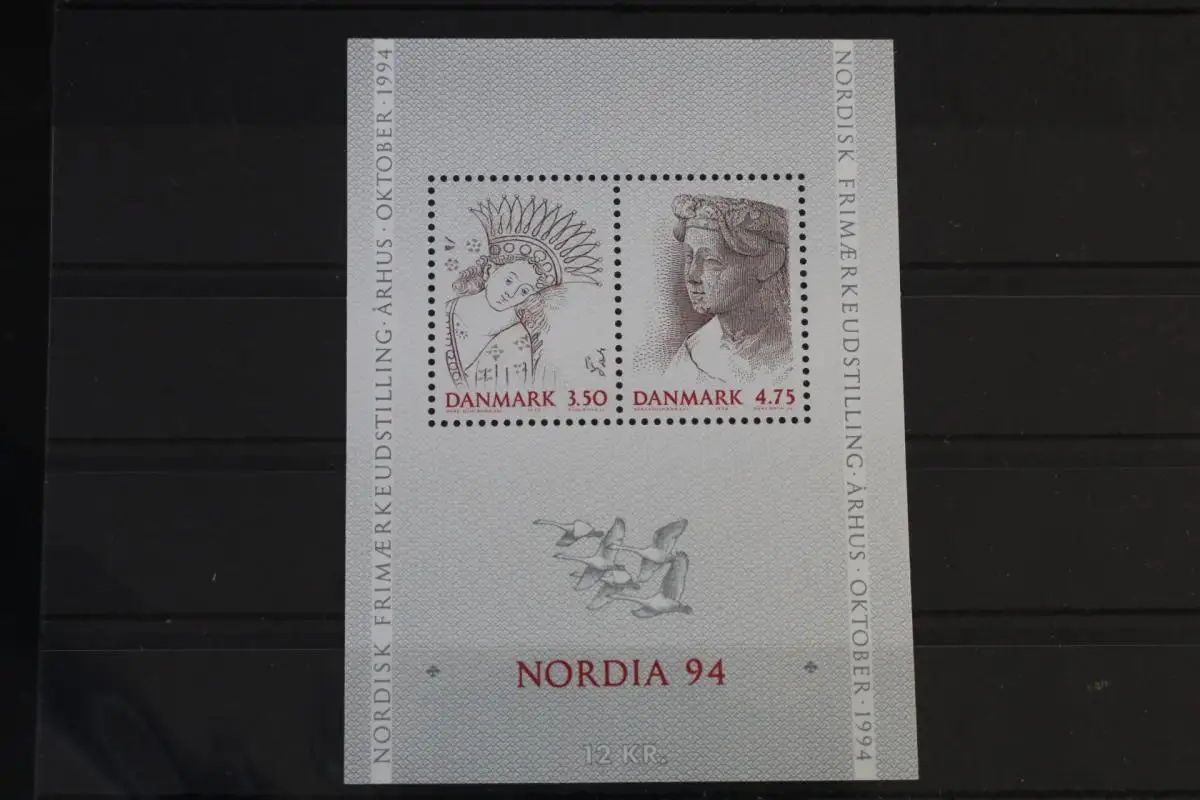 NORDISK FRIMÆRKEUDSTILLING · ÅRHUS · OKTOBER · 1994
DANMARK 3.50
DANMARK 4.75
NORDIA 94
12 KR.
NORDISK FRIMÆRKEUDSTILLING · ÅRHUS · OKTOBER · 1994